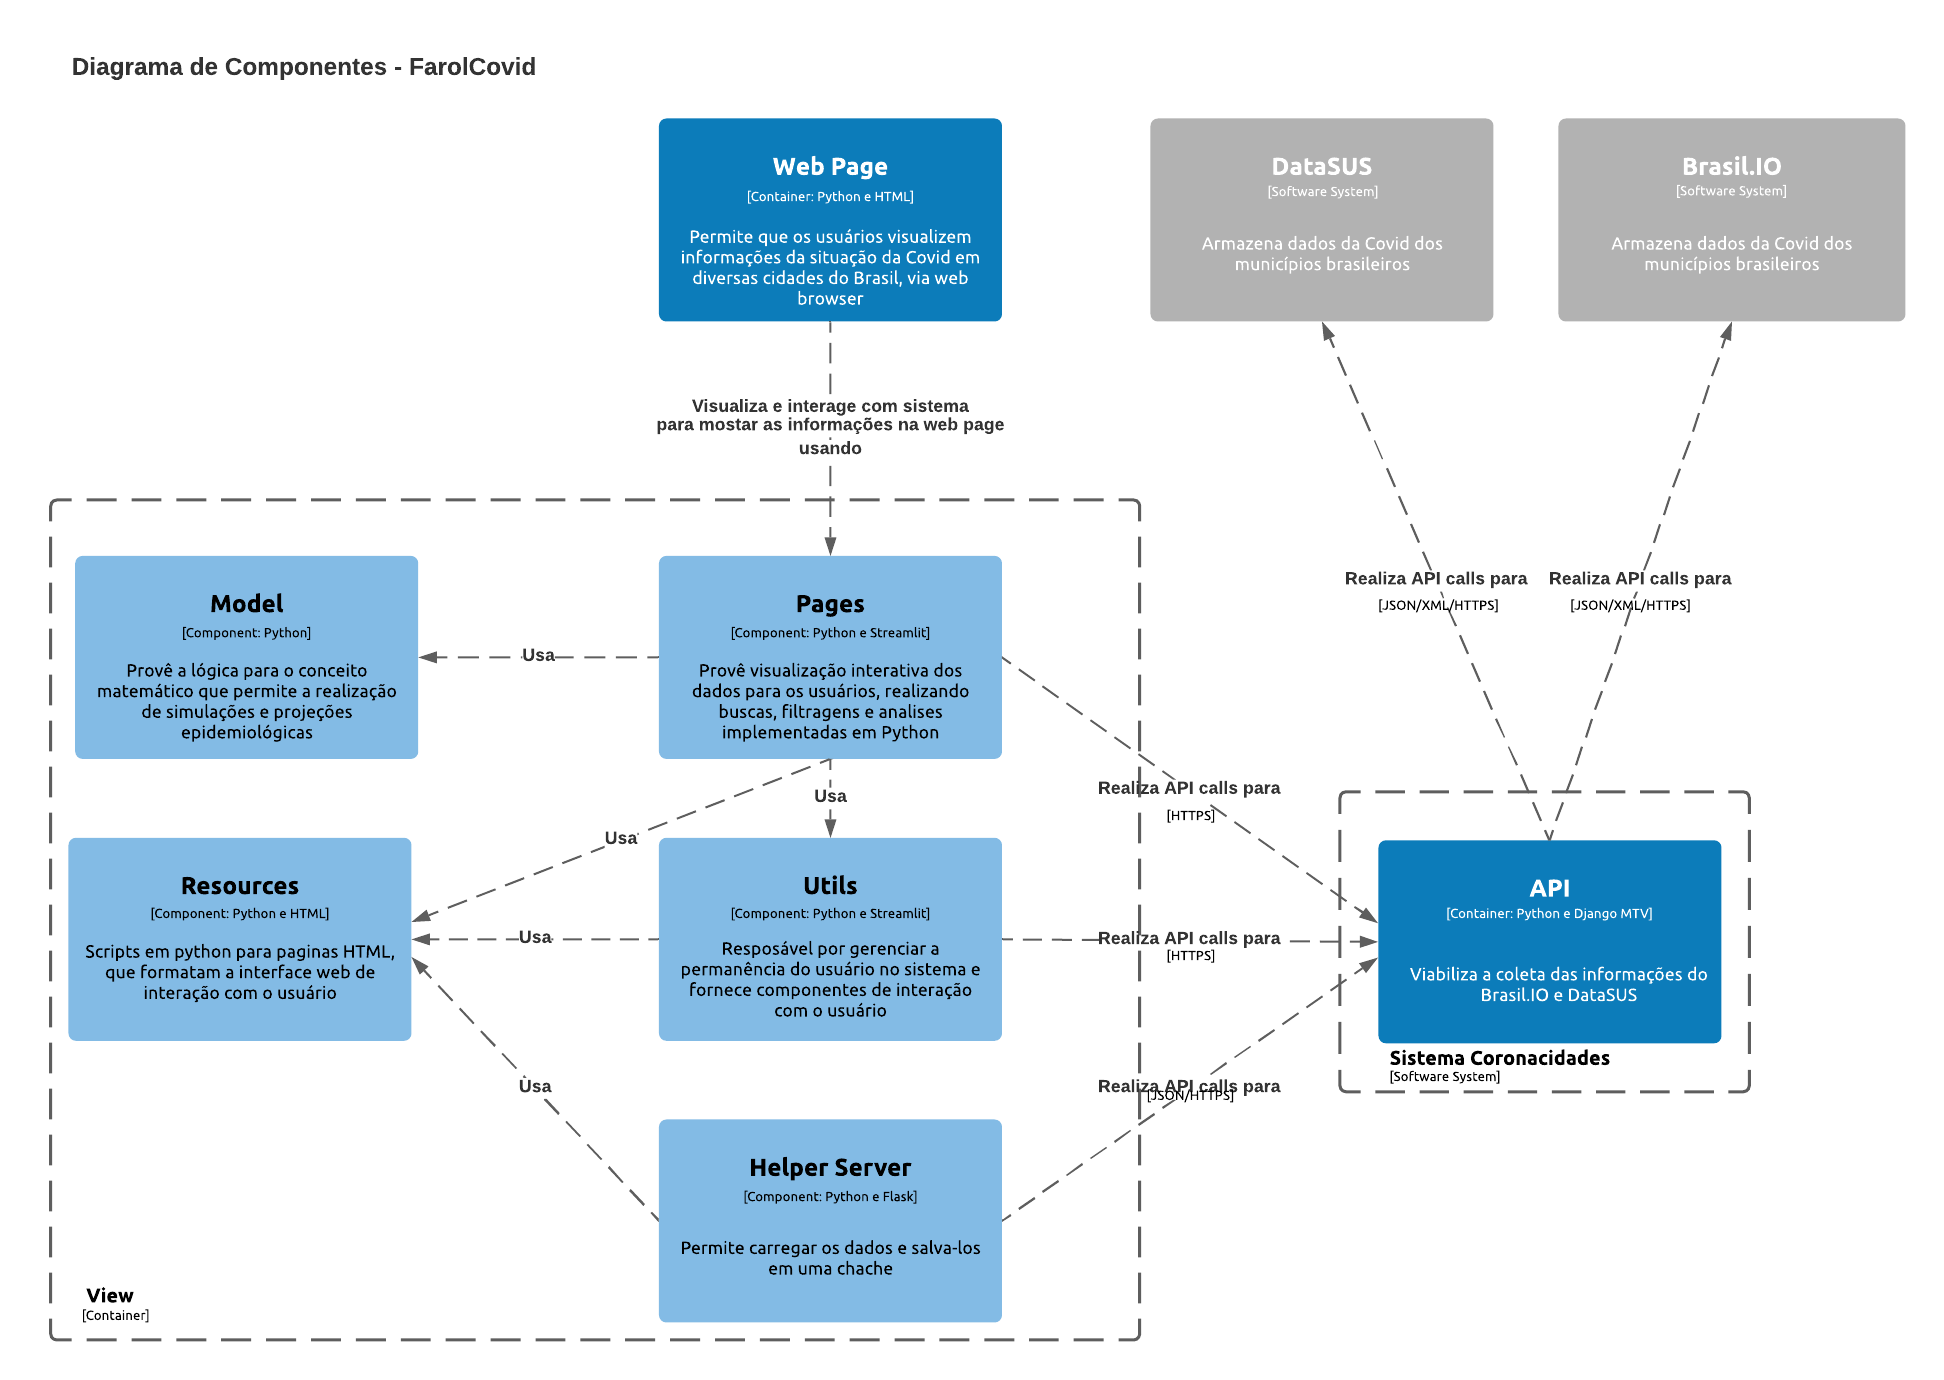 Diagrama de Componentes - FarolCovid
Web Page
[Container: Python e HTML]
Permite que os usuários visualizem
informações da situação da Covid em
diversas cidades do Brasil, via web
browser
DataSUS
[Software System]
Armazena dados da Covid dos
municípios brasileiros
Brasil.IO
[Software System]
Armazena dados da Covid dos
municípios brasileiros
Visualiza e interage com sistema
para mostar as informações na web page
usando
Realiza API calls para
[JSON/XML/HTTPS]
Realiza API calls para
[JSON/XML/HTTPS]
Model
[Component: Python]
Provê a lógica para o conceito
matemático que permite a realização
de simulações e projeções
epidemiológicas
Usa
Pages
[Component: Python e Streamlit]
Provê visualização interativa dos
dados para os usuários, realizando
buscas, filtragens e analises
implementadas em Python
Usa
Usa
Realiza API calls para
[HTTPS]
Resources
[Component: Python e HTML]
Scripts em python para paginas HTML,
que formatam a interface web de
interação com o usuário
Usa
Utils
[Component: Python e Streamlit]
Resposável por gerenciar a
permanência do usuário no sistema e
fornece componentes de interação
com o usuário
Realiza API calls para
[HTTPS]
API
[Container: Python e Django MTV]
Viabiliza a coleta das informações do
Brasil.IO e DataSUS
Sistema Coronacidades
[Software System]
Usa
Realiza API calls para
[JSON/HTTPS]
Helper Server
[Component: Python e Flask]
Permite carregar os dados e salva-los
em uma chache
View
[Container]